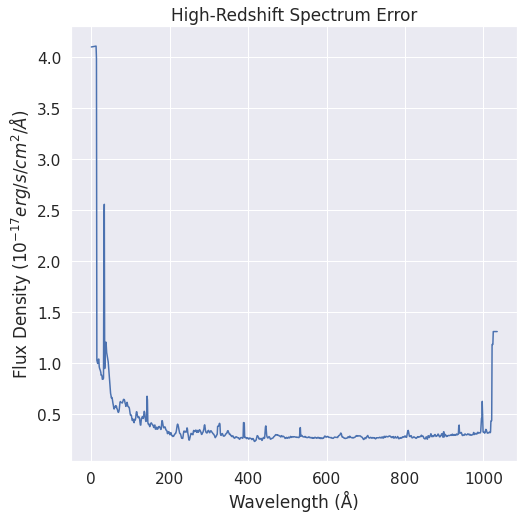 High-Redshift Spectrum Error
Flux Density (10⁻¹⁷erg/s/cm²/Å)
4.0
3.5
3.0
2.5
2.0
1.5
1.0
0.5
0 200 400 600 800 1000
Wavelength (Å)